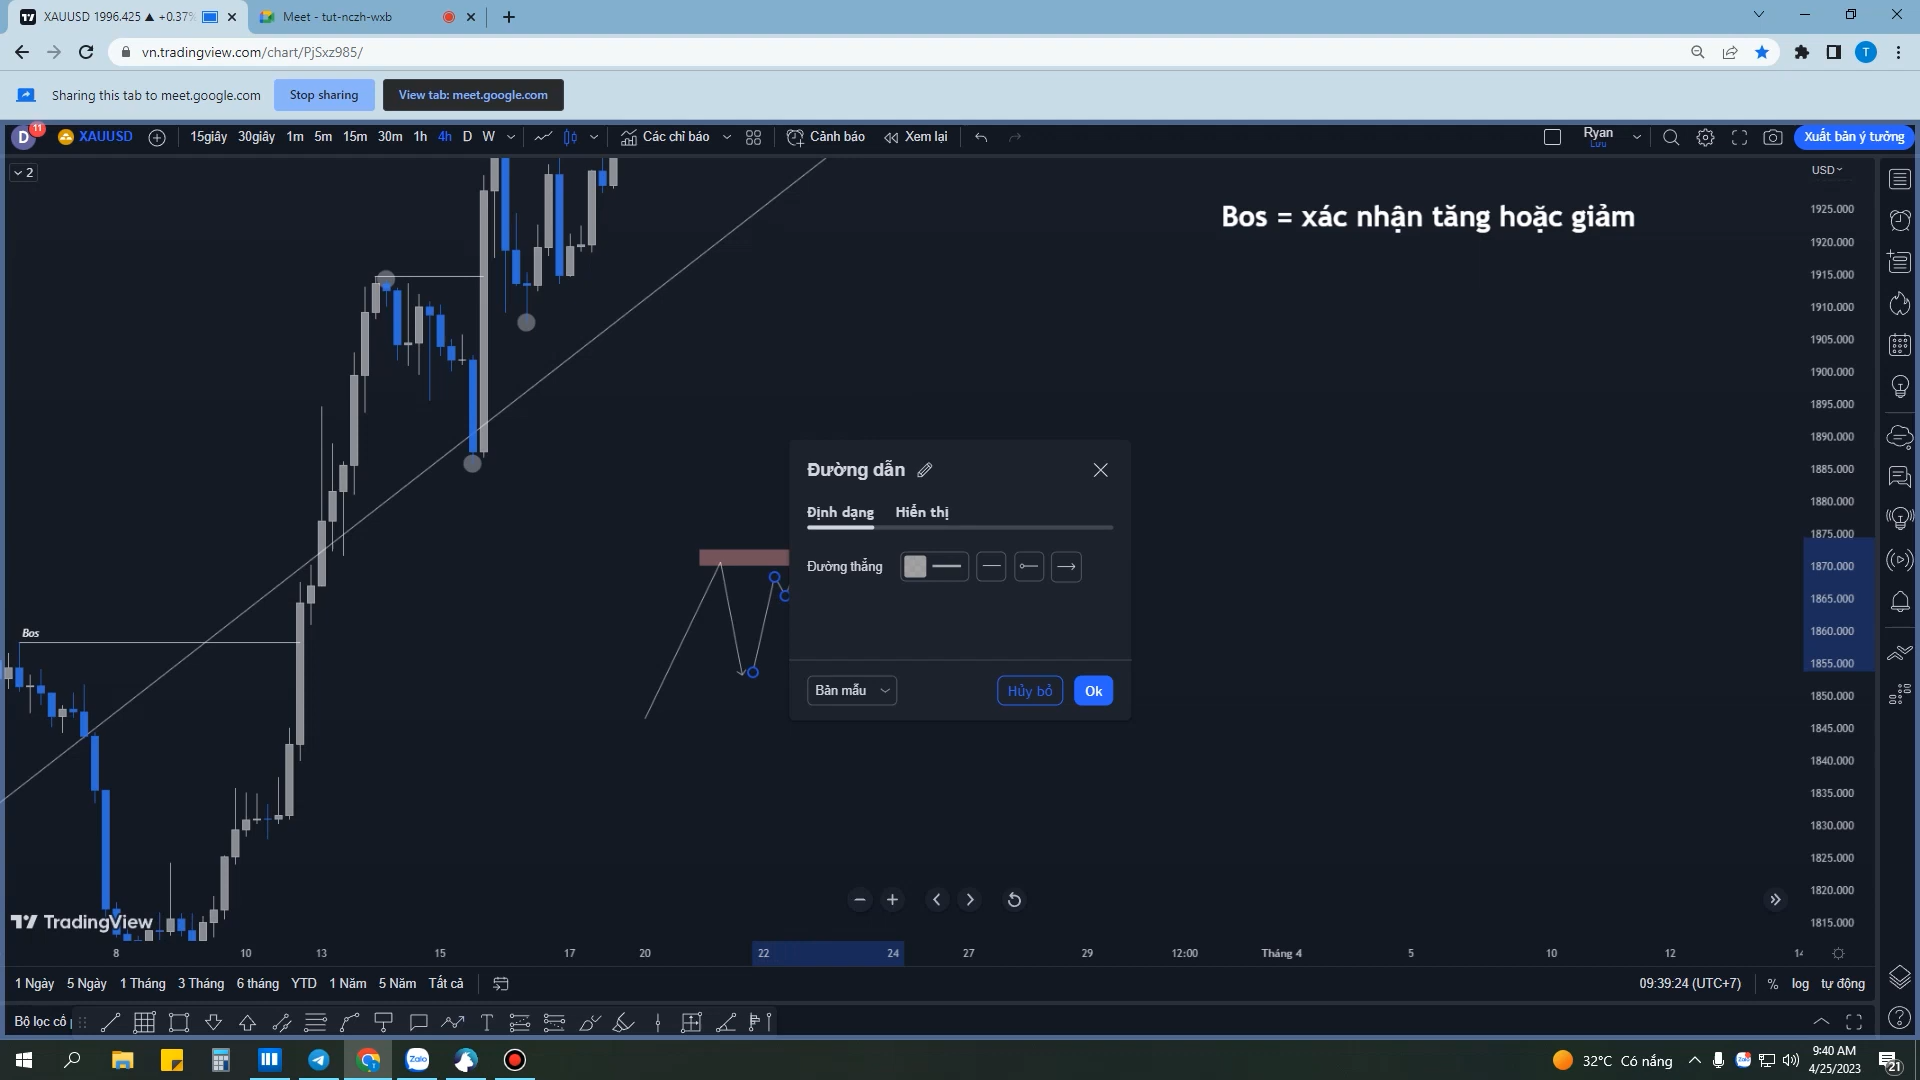 XAUUSD 1996.425 ▲ +0.37%
Meet - tut-nczh-wxb
vn.tradingview.com/chart/PjSxz985/
T
Sharing this tab to meet.google.com
Stop sharing
View tab: meet.google.com
D
11
XAUUSD
15giây
30giây
1m
5m
15m
30m
1h
4h
D
W
Các chỉ báo
Cảnh báo
Xem lại
Ryan
Lưu
Xuất bản ý tưởng
2
USD
Bos = xác nhận tăng hoặc giảm
1925.000
1920.000
1915.000
1910.000
1905.000
1900.000
1895.000
1890.000
1885.000
1880.000
1875.000
1870.000
1865.000
1860.000
1855.000
1850.000
1845.000
1840.000
1835.000
1830.000
1825.000
1820.000
1815.000
Đường dẫn
Định dạng
Hiển thị
Đường thẳng
Bản mẫu
Hủy bỏ
Ok
Bos
TradingView
8
10
13
15
17
20
22
24
27
29
12:00
Tháng 4
5
10
12
14
1 Ngày
5 Ngày
1 Tháng
3 Tháng
6 tháng
YTD
1 Năm
5 Năm
Tất cả
09:39:24 (UTC+7)
%
log
tự động
Bộ lọc cổ
Zalo
32°C Có nắng
9:40 AM
4/25/2023
21